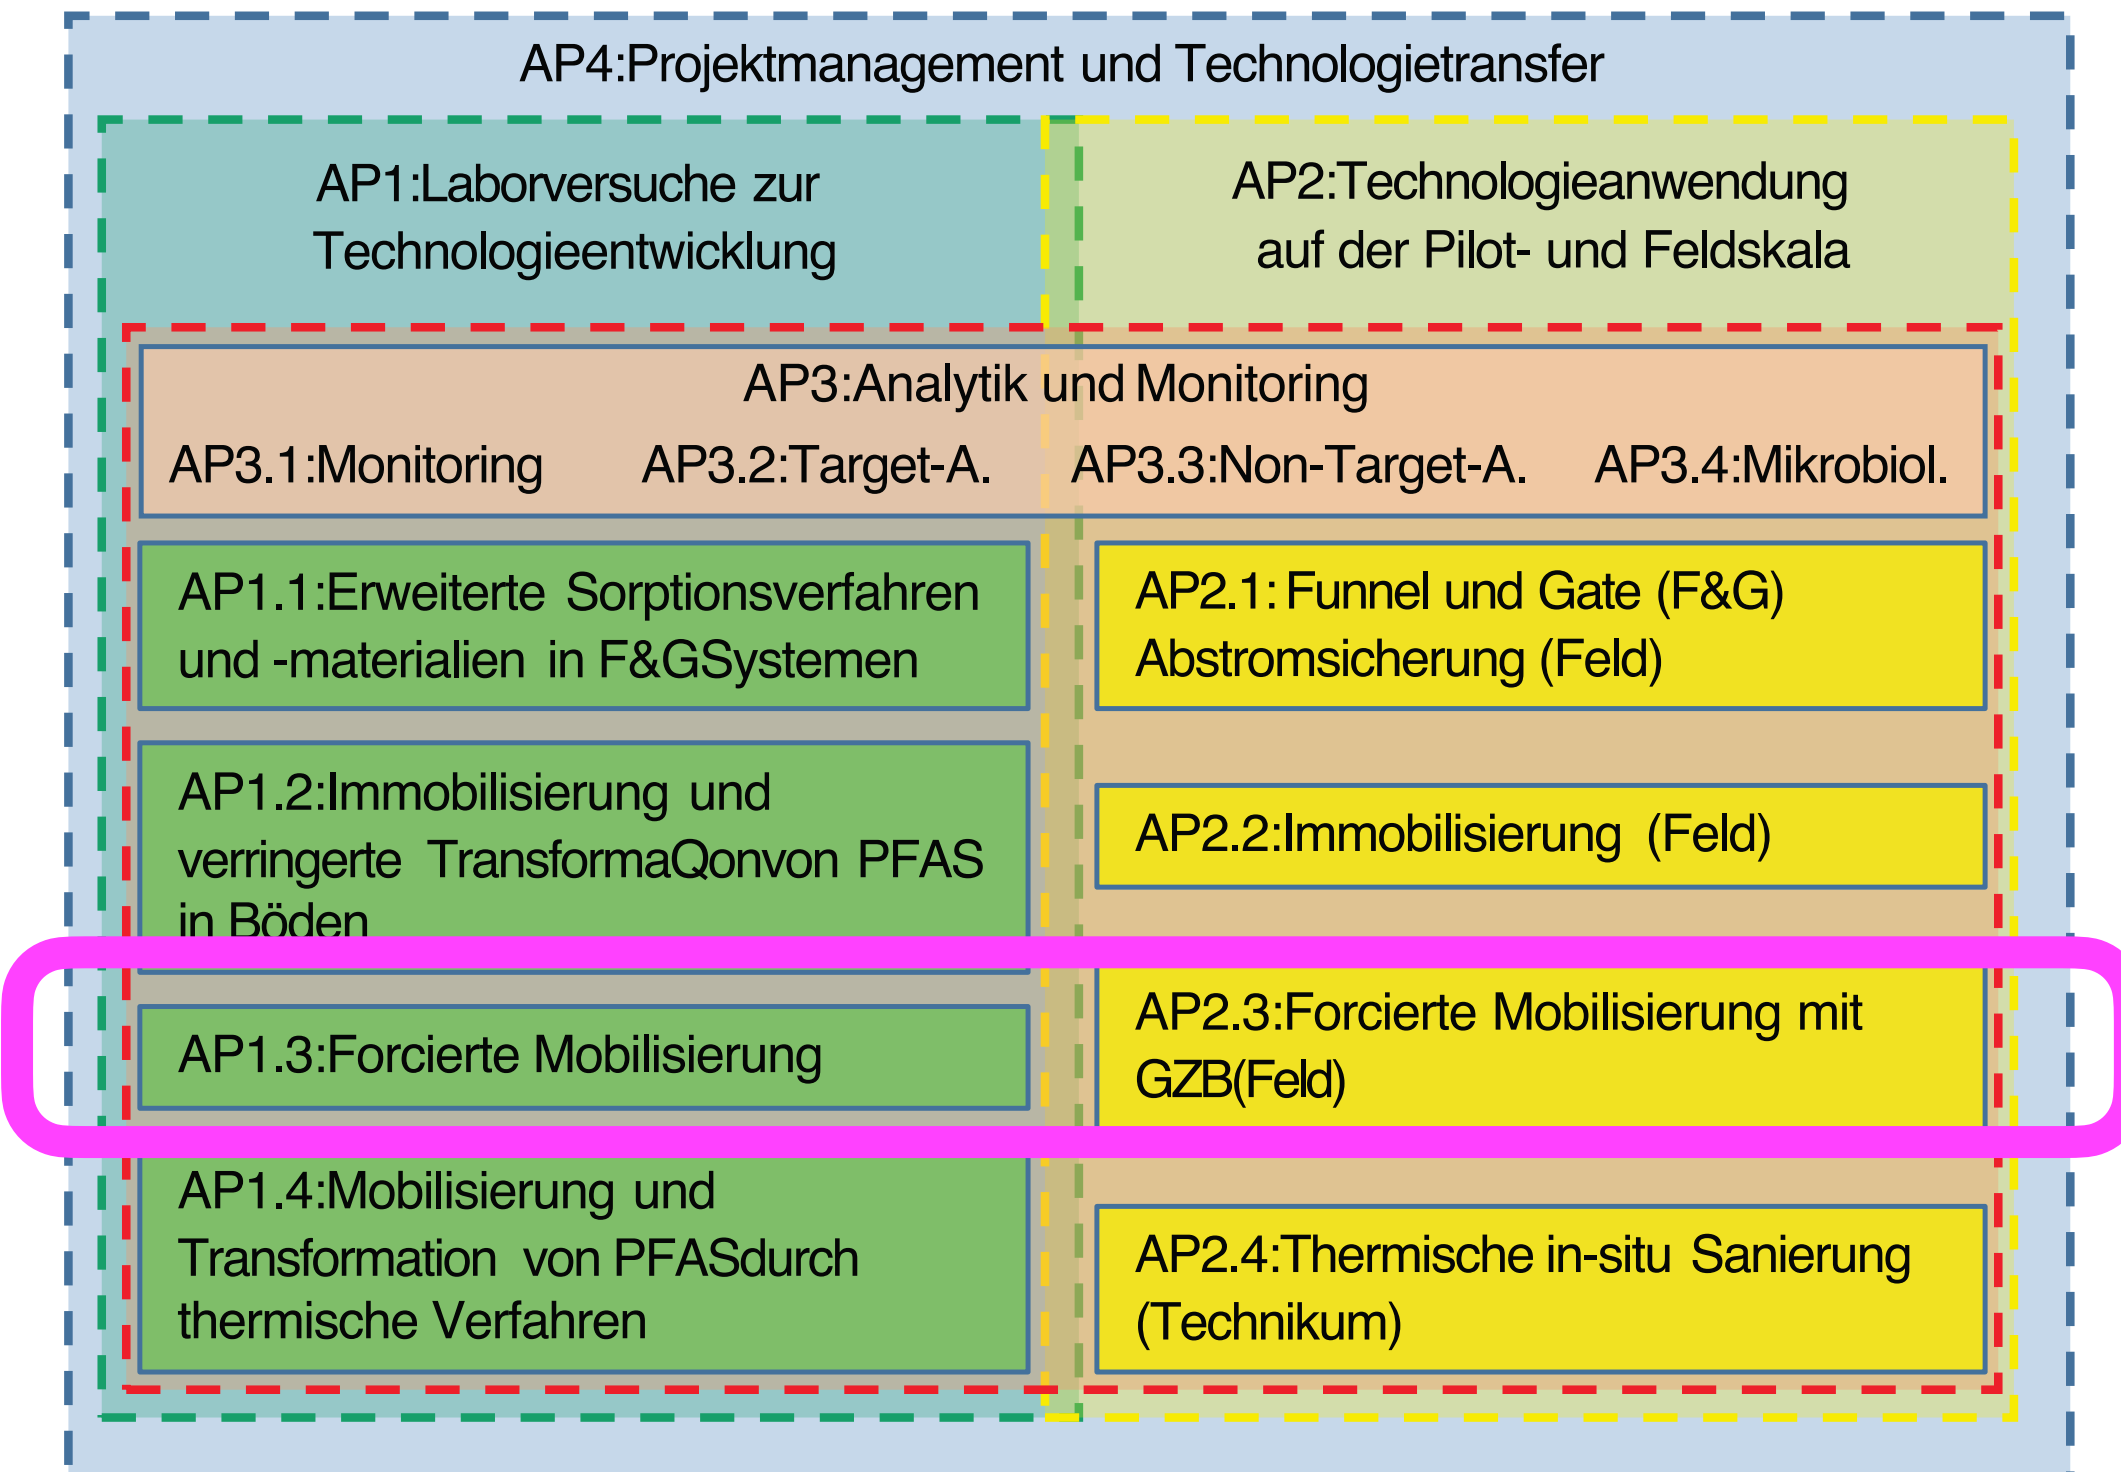 AP4:Projektmanagement und Technologietransfer
AP1:Laborversuche zur
Technologieentwicklung
AP2:Technologieanwendung
auf der Pilot- und Feldskala
AP3:Analytik und Monitoring
AP3.1:Monitoring AP3.2:Target-A. AP3.3:Non-Target-A. AP3.4:Mikrobiol.
AP1.1:Erweiterte Sorptionsverfahren
und -materialien in F&GSystemen
AP2.1: Funnel und Gate (F&G)
Abstromsicherung (Feld)
AP1.2:Immobilisierung und
verringerte TransformaQonvon PFAS
in Böden
AP2.2:Immobilisierung (Feld)
AP1.3:Forcierte Mobilisierung
AP2.3:Forcierte Mobilisierung mit
GZB(Feld)
AP1.4:Mobilisierung und
Transformation von PFASdurch
thermische Verfahren
AP2.4:Thermische in-situ Sanierung
(Technikum)